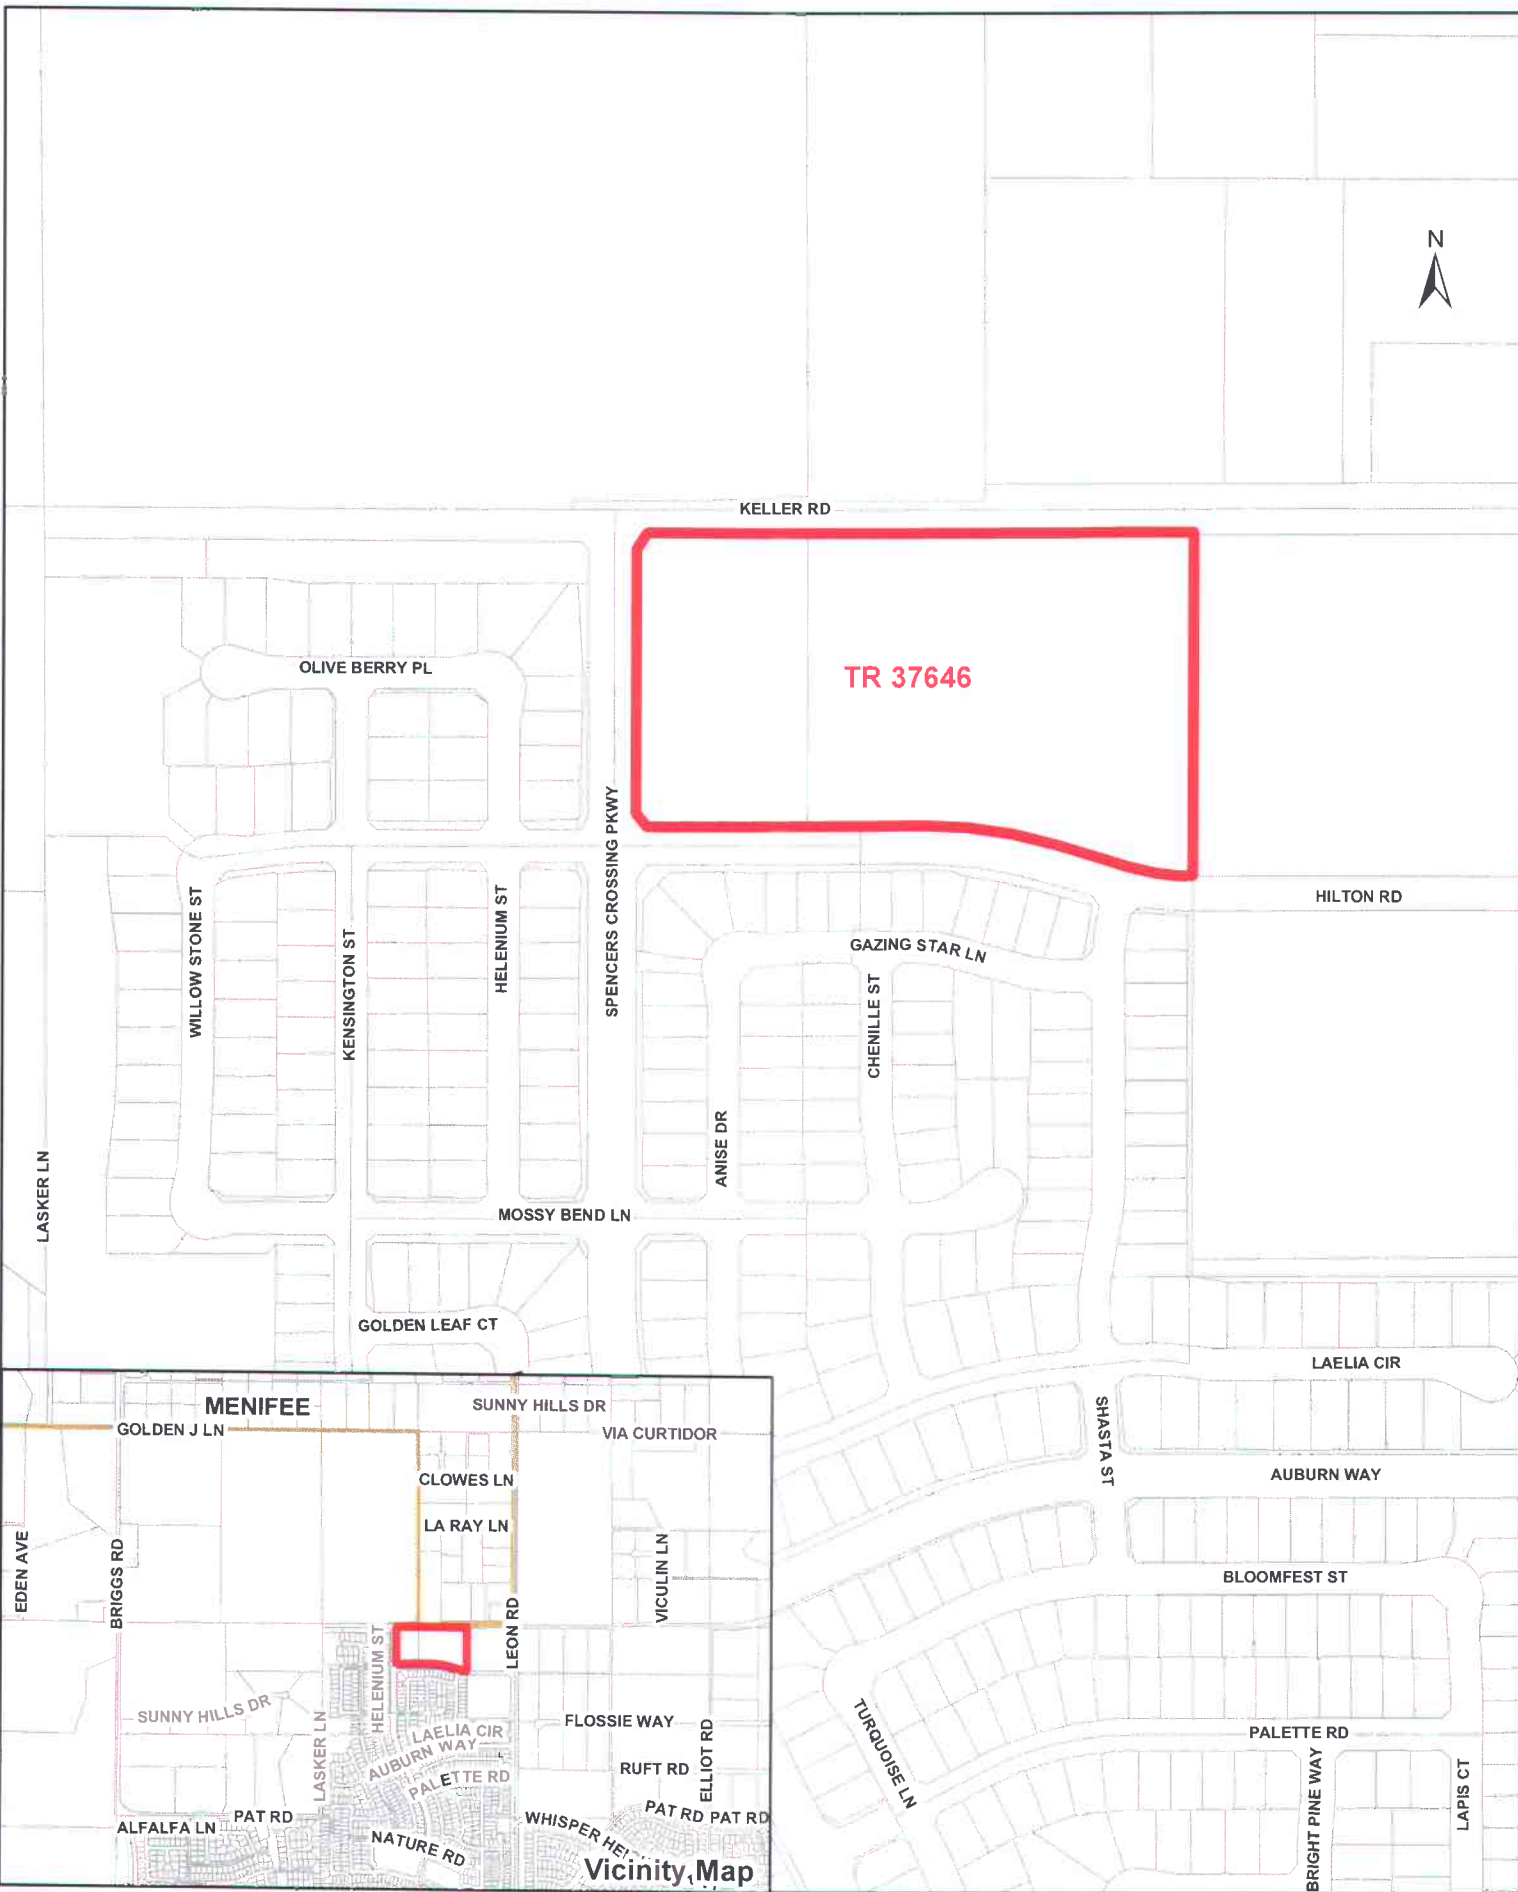 N
KELLER RD
OLIVE BERRY PL
TR 37646
HILTON RD
WILLOW STONE ST
KENSINGTON ST
HELENIUM ST
SPENCERS CROSSING PKWY
GAZING STAR LN
CHENILLE ST
ANISE DR
LASKER LN
MOSSY BEND LN
GOLDEN LEAF CT
LAELIA CIR
SHASTA ST
AUBURN WAY
BLOOMFEST ST
TURQUOISE LN
PALETTE RD
BRIGHT PINE WAY
LAPIS CT
MENIFEE
SUNNY HILLS DR
GOLDEN J LN
VIA CURTIDOR
CLOWES LN
LA RAY LN
EDEN AVE
BRIGGS RD
VICULIN LN
LEON RD
HELENIUM ST
SUNNY HILLS DR
LASKER LN
LAELIA CIR
AUBURN WAY
PALETTE RD
FLOSSIE WAY
RUFT RD
ELLIOT RD
PAT RD
PAT RD
PAT RD
ALFALFA LN
NATURE RD
WHISPER
Vicinity Map